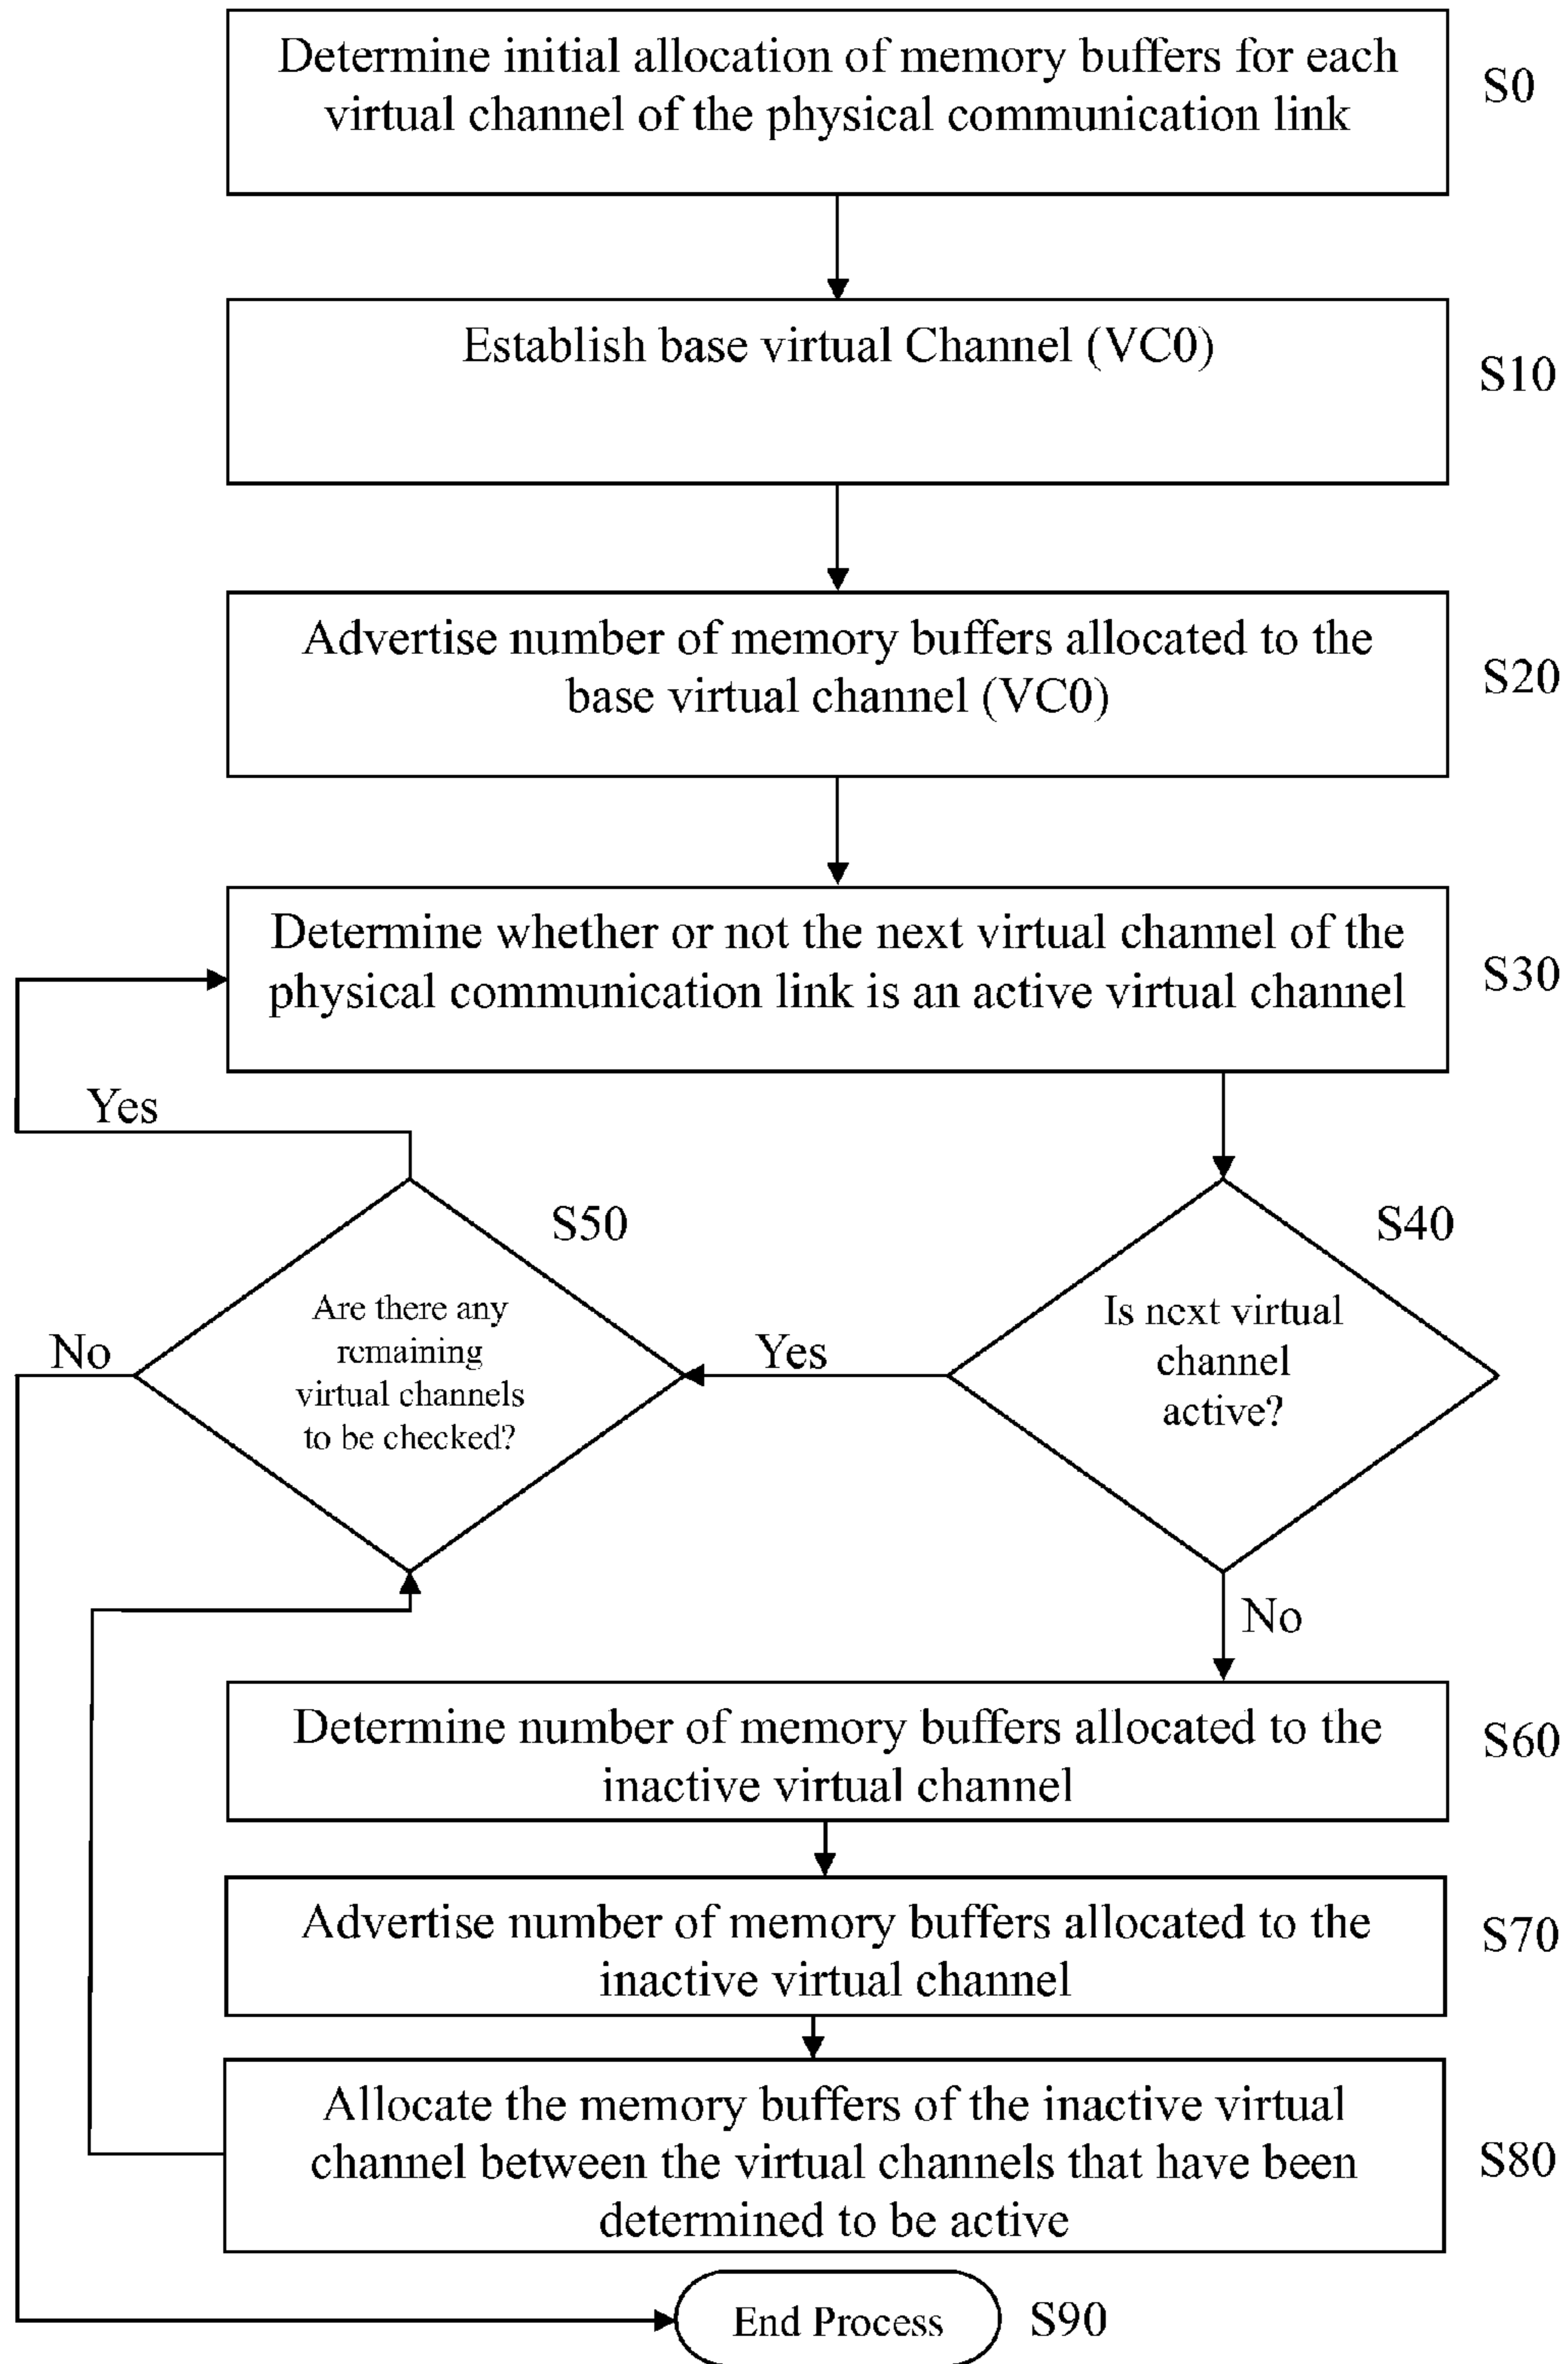 Determine initial allocation of memory buffers for each
virtual channel of the physical communication link
S0
Establish base virtual Channel (VC0)
S10
Advertise number of memory buffers allocated to the
base virtual channel (VC0)
S20
Determine whether or not the next virtual channel of the
physical communication link is an active virtual channel
S30
Yes
S50
S40
Are there any
remaining
virtual channels
to be checked?
No
Yes
Is next virtual
channel
active?
No
Determine number of memory buffers allocated to the
inactive virtual channel
S60
Advertise number of memory buffers allocated to the
inactive virtual channel
S70
Allocate the memory buffers of the inactive virtual
channel between the virtual channels that have been
determined to be active
S80
End Process
S90